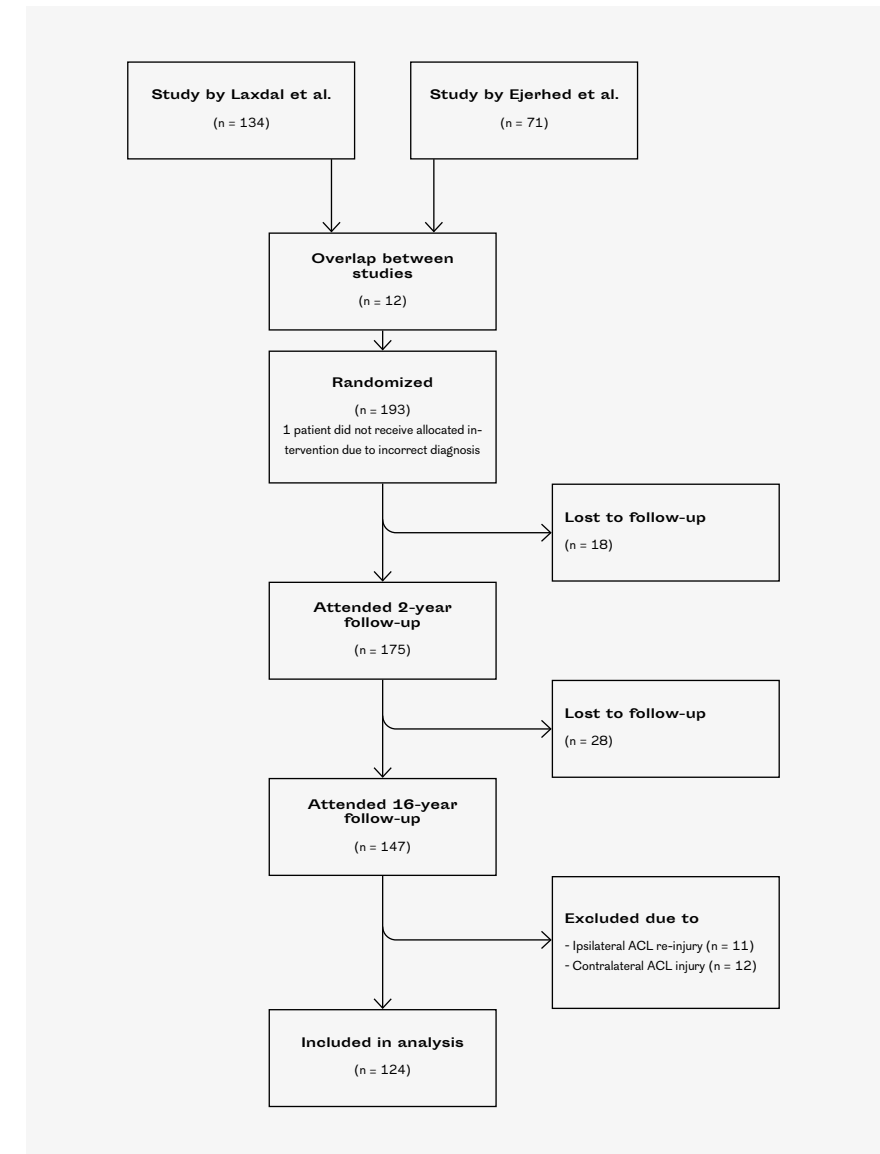 Study by Laxdal et al.
(n = 134)
Study by Ejerhed et al.
(n = 71)
Overlap between
studies
(n = 12)
Randomized
(n = 193)
1 patient did not receive allocated in-
tervention due to incorrect diagnosis
Lost to follow-up
(n = 18)
Attended 2-year
follow-up
(n = 175)
Lost to follow-up
(n = 28)
Attended 16-year
follow-up
(n = 147)
Excluded due to
- Ipsilateral ACL re-injury (n = 11)
- Contralateral ACL injury (n = 12)
Included in analysis
(n = 124)